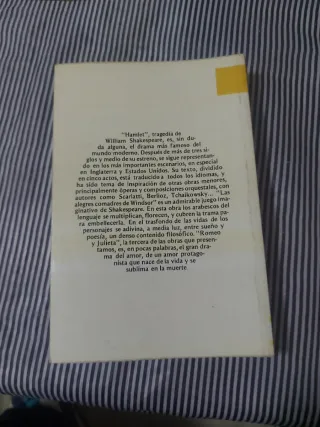 "Hamlet", tragedia de
William Shakespeare, es, sin du-
da alguna, el drama más famoso del
mundo moderno. Después de más de tres si-
glos y medio de su estreno, se sigue representan-
do en los más importantes escenarios, en especial
en Inglaterra y Estados Unidos. Su texto, dividido
en cinco actos, está traducido a todos los idiomas, y
ha sido tema de inspiración de otras obras menores,
principalmente óperas y composiciones orquestales, con
autores como Scarlatti, Berlioz, Tchaikowsky... "Las
alegres comadres de Windsor" es un admirable juego ima-
ginativo de Shakespeare. En esta obra los arabescos del
lenguaje se multiplican, florecen, y cubren la trama pa-
ra embellecerla. En el trasfondo de las vidas de los
personajes se adivina, a media luz, entre sueño y
poesía, un denso contenido filosófico. "Romeo
y Julieta", la tercera de las obras que presen-
tamos, es, en pocas palabras, el gran dra-
ma del amor, de un amor protago-
nista que nace de la vida y se
sublima en la muerte